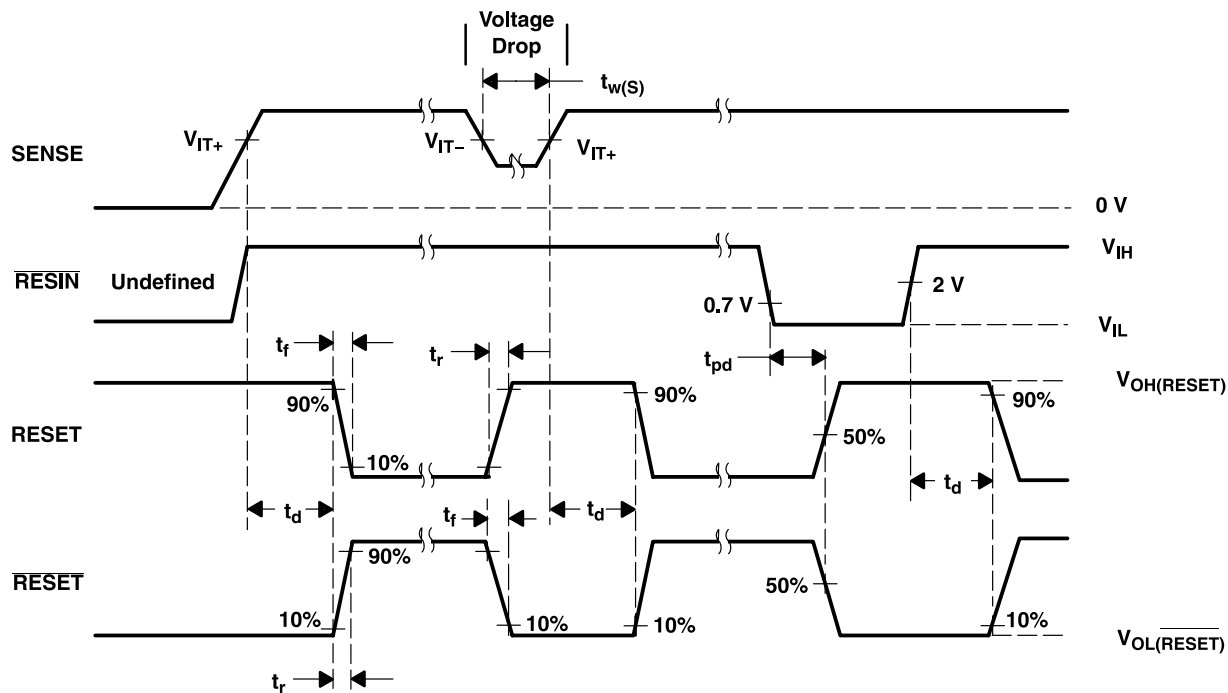 Voltage
Drop
tw(S)
VIT+
VIT−
VIT+
SENSE
0 V
RESIN
Undefined
VIH
0.7 V
2 V
VIL
tf
tr
tpd
VOH(RESET)
90%
90%
90%
RESET
10%
50%
td
tf
td
td
90%
RESET
50%
10%
10%
10%
10%
VOL(RESET)
tr